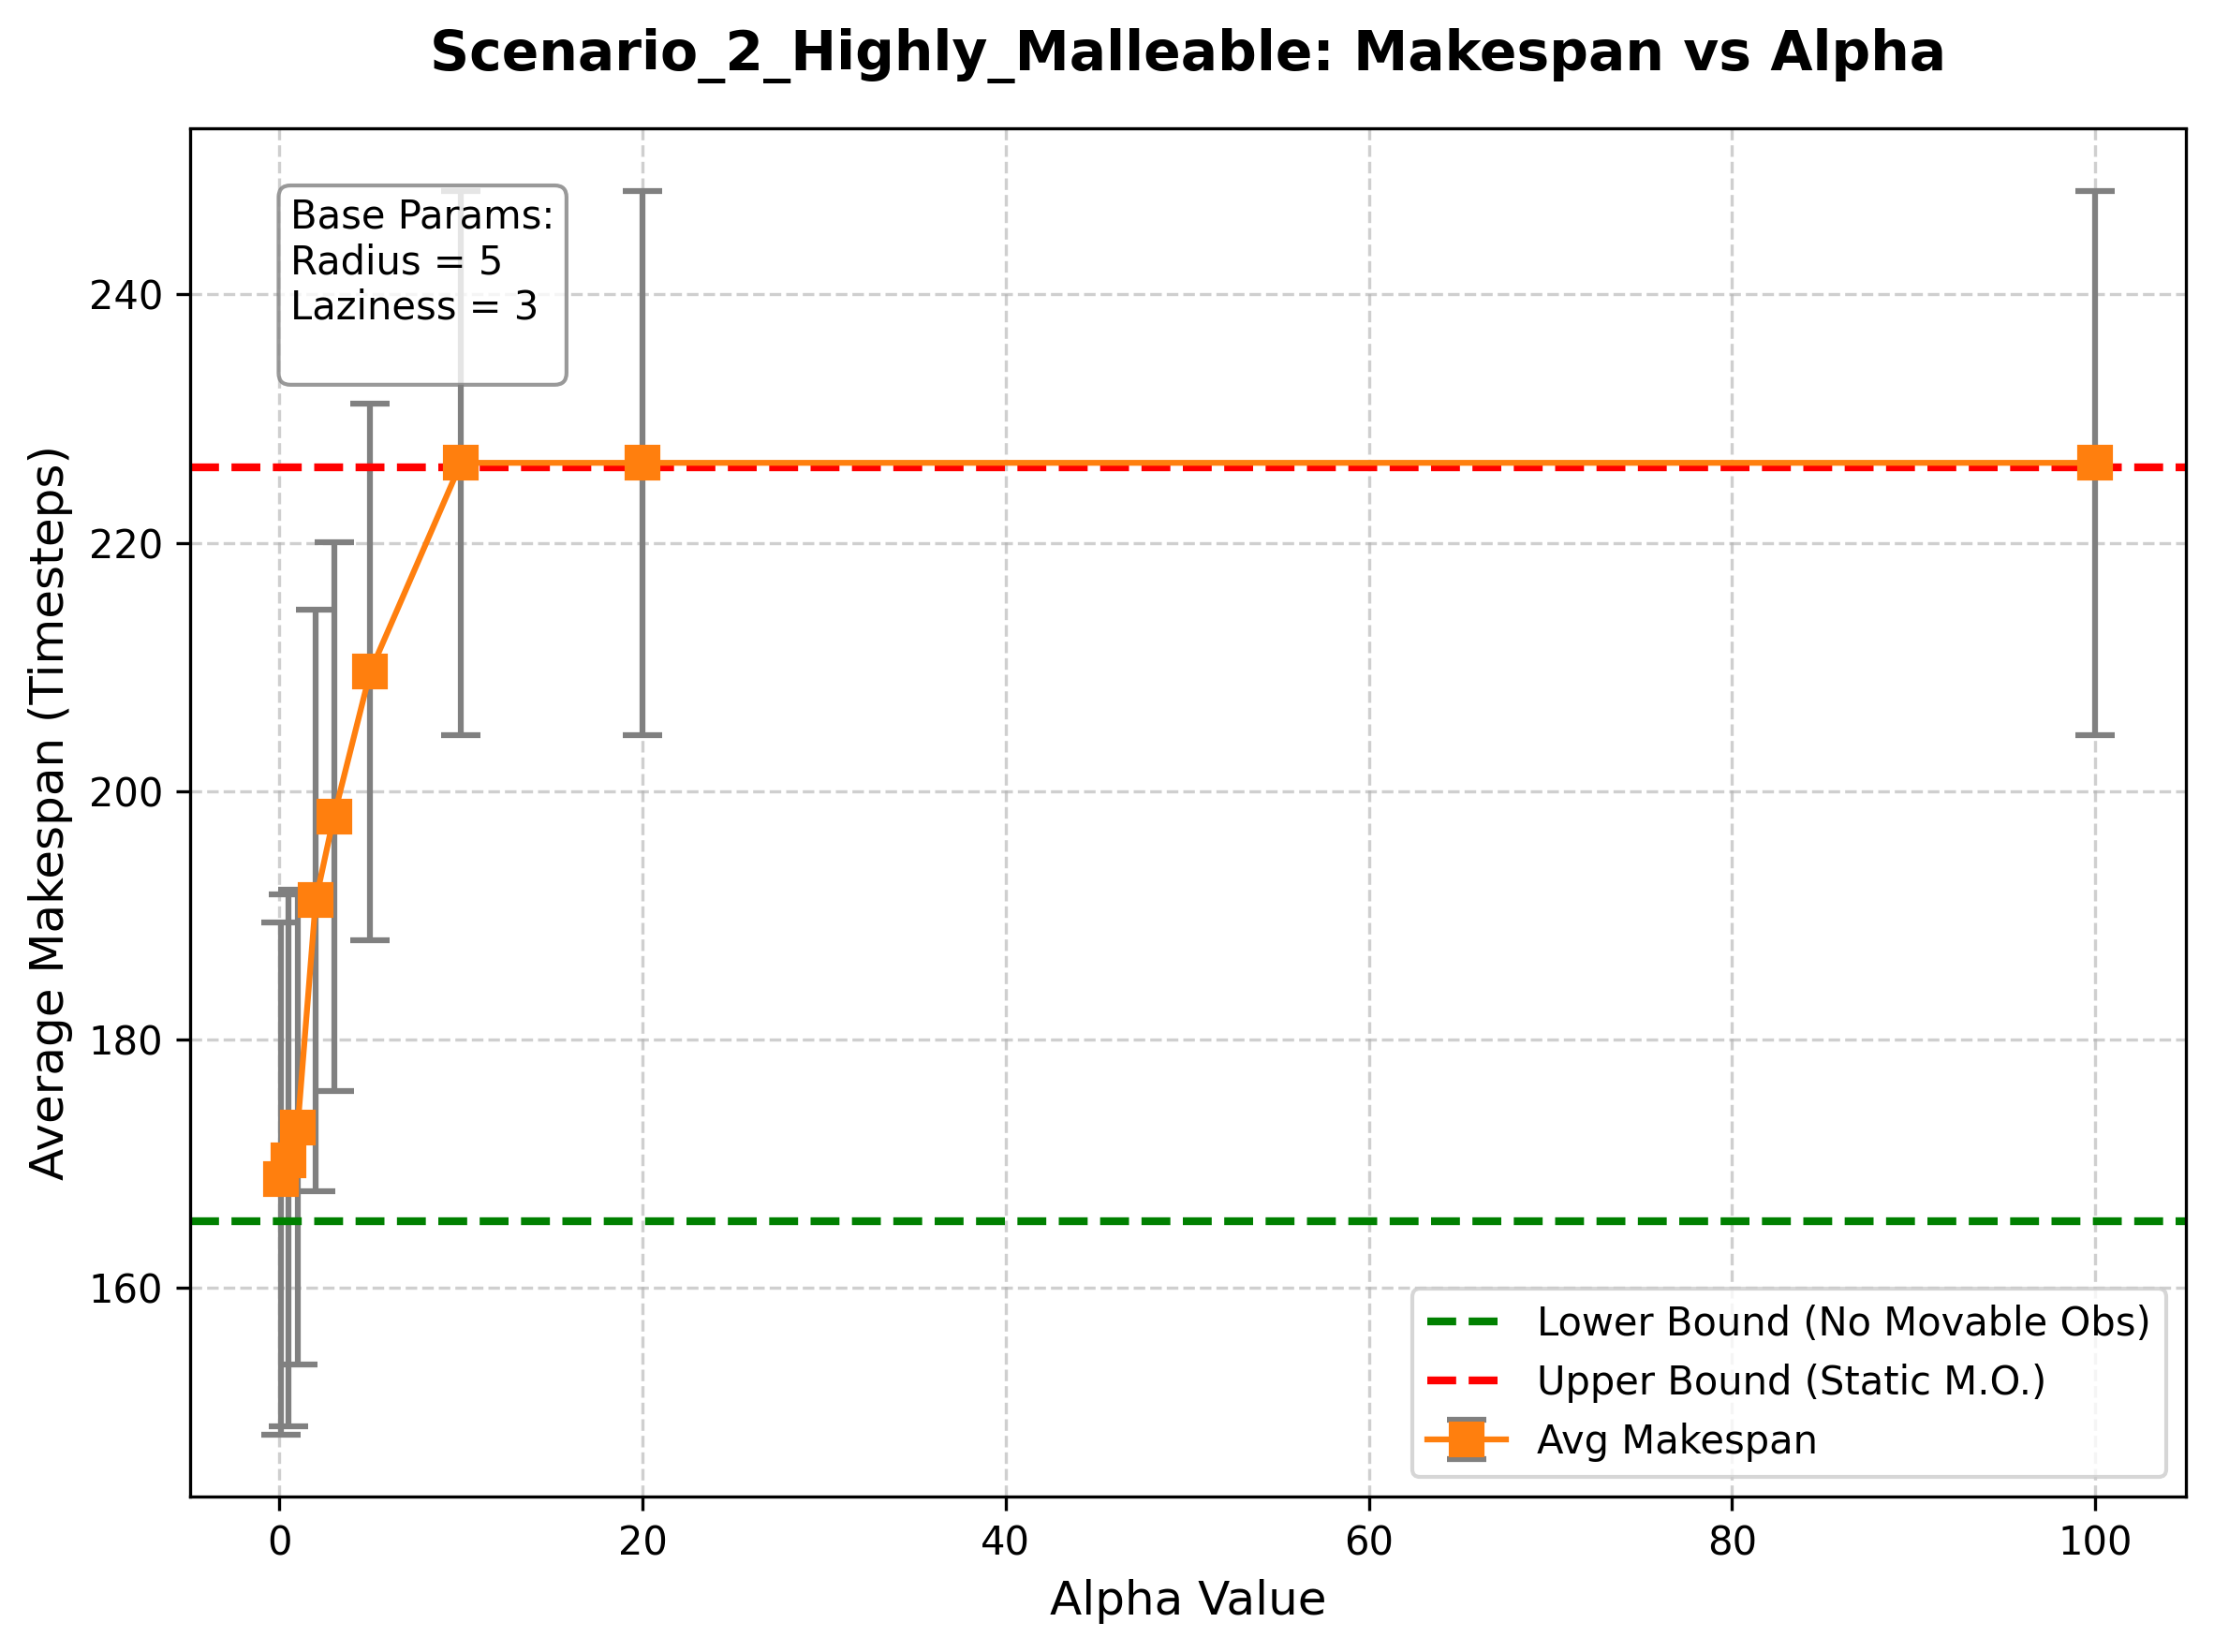 Scenario_2_Highly_Malleable: Makespan vs Alpha
Base Params:
Radius = 5
Laziness = 3
Average Makespan (Timesteps)
240
220
200
180
160
0
20
40
60
80
100
Alpha Value
Lower Bound (No Movable Obs)
Upper Bound (Static M.O.)
Avg Makespan